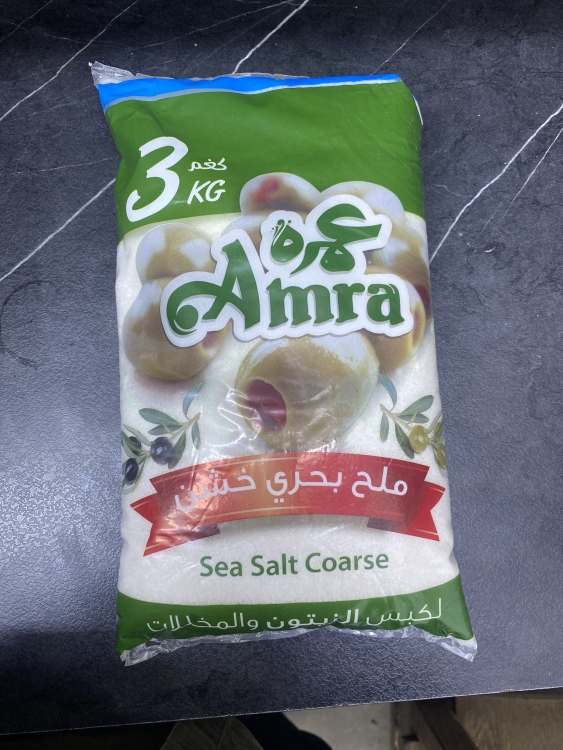 3 كغم
KG
عمرة
Amra
ملح بحري خشن
Sea Salt Coarse
لكبس الزيتون والمخللات